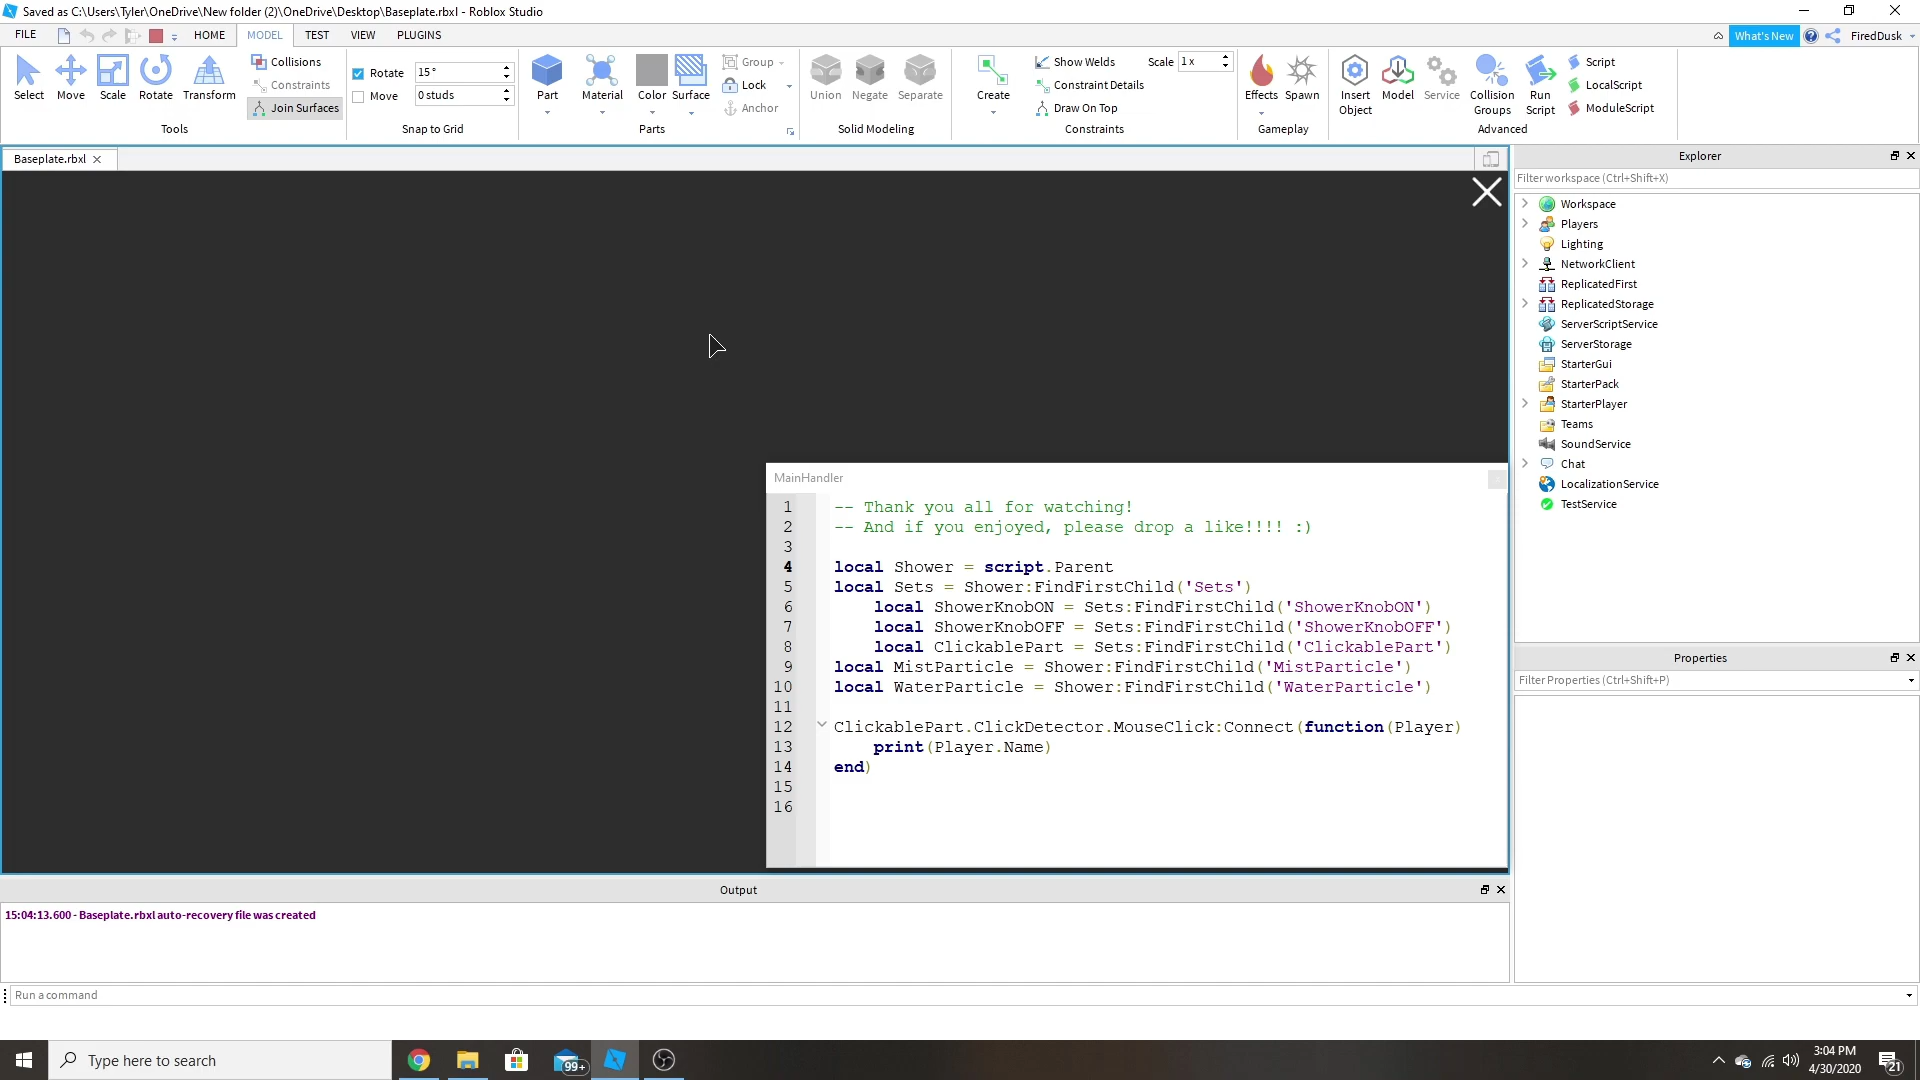 Saved as C:\Users\Tyler\OneDrive\New folder (2)\OneDrive\Desktop\Baseplate.rbxl - Roblox Studio
FILE HOME MODEL TEST VIEW PLUGINS What's New FiredDusk
Select Move Scale Rotate Transform
Collisions
Constraints
Join Surfaces
Tools
Rotate 15°
Move 0 studs
Snap to Grid
Part Material Color Surface
Group
Lock
Anchor
Parts
Union Negate Separate
Solid Modeling
Create
Show Welds Scale 1 x
Constraint Details
Draw On Top
Constraints
Effects Spawn
Gameplay
Insert Object Model Service Collision Groups Run Script
Script
LocalScript
ModuleScript
Advanced
Baseplate.rbxl
MainHandler
1 -- Thank you all for watching!
2 -- And if you enjoyed, please drop a like!!!! :)
3
4 local Shower = script.Parent
5 local Sets = Shower:FindFirstChild('Sets')
6 local ShowerKnobON = Sets:FindFirstChild('ShowerKnobON')
7 local ShowerKnobOFF = Sets:FindFirstChild('ShowerKnobOFF')
8 local ClickablePart = Sets:FindFirstChild('ClickablePart')
9 local MistParticle = Shower:FindFirstChild('MistParticle')
10 local WaterParticle = Shower:FindFirstChild('WaterParticle')
11
12 ClickablePart.ClickDetector.MouseClick:Connect(function(Player)
13 print(Player.Name)
14 end)
15
16
Explorer
Filter workspace (Ctrl+Shift+X)
Workspace
Players
Lighting
NetworkClient
ReplicatedFirst
ReplicatedStorage
ServerScriptService
ServerStorage
StarterGui
StarterPack
StarterPlayer
Teams
SoundService
Chat
LocalizationService
TestService
Properties
Filter Properties (Ctrl+Shift+P)
Output
15:04:13.600 - Baseplate.rbxl auto-recovery file was created
Run a command
Type here to search
99+
3:04 PM
4/30/2020
21